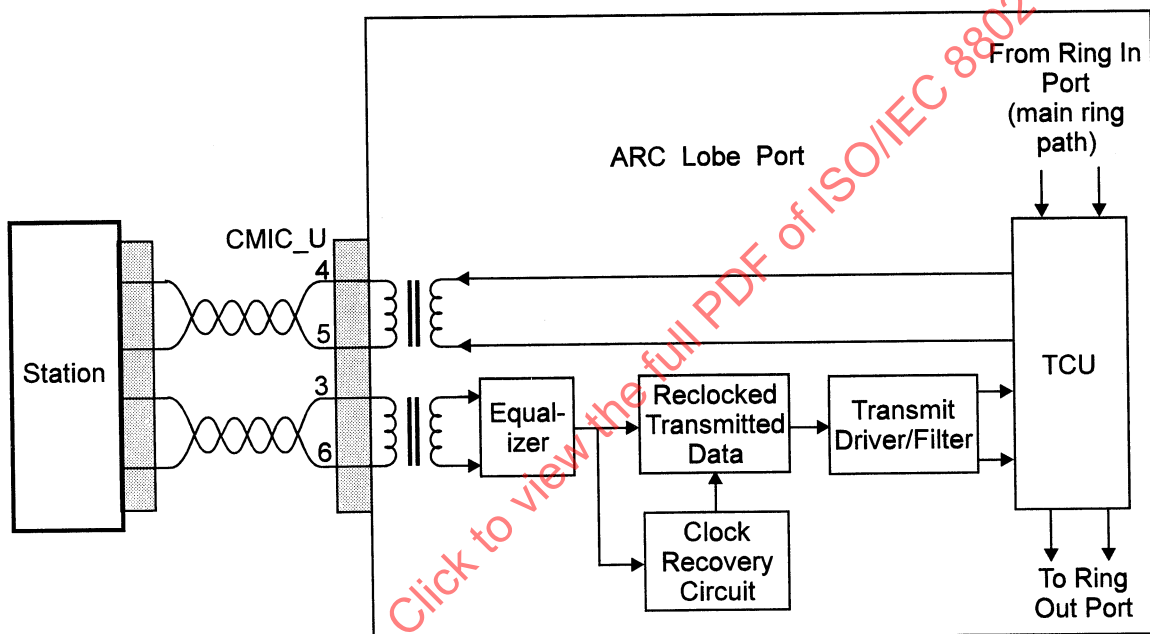 From Ring In
Port
(main ring
path)
ARC Lobe Port
CMIC_U
4
5
3
6
Station
TCU
Equal-
izer
Reclocked
Transmitted
Data
Transmit
Driver/Filter
Clock
Recovery
Circuit
To Ring
Out Port
Click to view the full PDF of ISO/IEC 8802